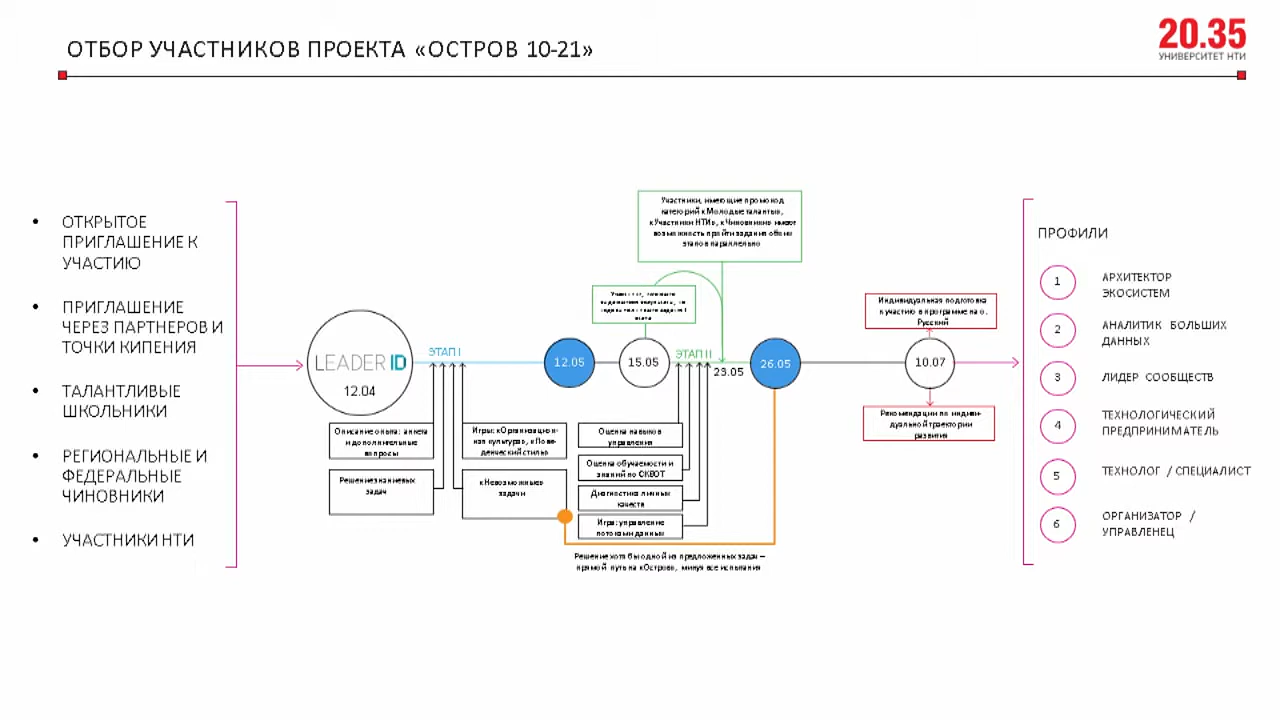 ОТБОР УЧАСТНИКОВ ПРОЕКТА «ОСТРОВ 10-21»
20.35
УНИВЕРСИТЕТ НТИ
• ОТКРЫТОЕ
ПРИГЛАШЕНИЕ К
УЧАСТИЮ
• ПРИГЛАШЕНИЕ
ЧЕРЕЗ ПАРТНЕРОВ И
ТОЧКИ КИПЕНИЯ
• ТАЛАНТЛИВЫЕ
ШКОЛЬНИКИ
• РЕГИОНАЛЬНЫЕ И
ФЕДЕРАЛЬНЫЕ
ЧИНОВНИКИ
• УЧАСТНИКИ НТИ
LEADER ID
12.04
ЭТАП I
Описание опыта: анкета
и дополнительные
вопросы
Решение знаниевых
задач
Игры: «Организацион-
ная культура», «Пове-
денческий стиль»
«Невозможные»
задачи
12.05
15.05
Участники, имеющие промокод
категорий «Молодые таланты»,
«Участники НТИ», «Чиновники» имеют
возможность пройти задания обоих
этапов параллельно
ЭТАП II
23.05
26.05
Оценка навыков
управления
Оценка обучаемости и
знаний по СКВОТ
Диагностика личных
качеств
Игра: управление
потоками данных
Решение хотя бы одной из предложенных задач –
прямой путь на «Остров», минуя все испытания
Индивидуальная подготовка
к участию в программе на о.
Русский
10.07
Рекомендации по индиви-
дуальной траектории
развития
ПРОФИЛИ
1 АРХИТЕКТОР
ЭКОСИСТЕМ
2 АНАЛИТИК БОЛЬШИХ
ДАННЫХ
3 ЛИДЕР СООБЩЕСТВ
4 ТЕХНОЛОГИЧЕСКИЙ
ПРЕДПРИНИМАТЕЛЬ
5 ТЕХНОЛОГ / СПЕЦИАЛИСТ
6 ОРГАНИЗАТОР /
УПРАВЛЕНЕЦ